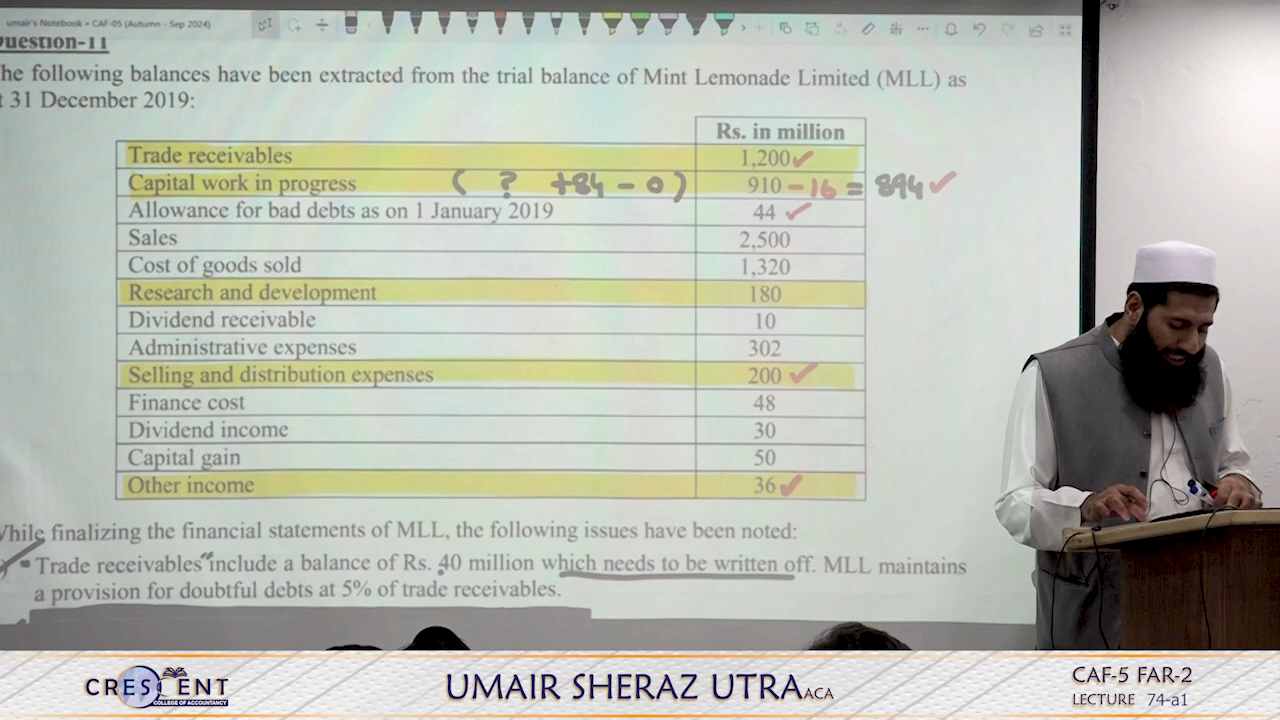 umair's Notebook • CAF-05 (Autumn - Sep 2024)
Question-11
he following balances have been extracted from the trial balance of Mint Lemonade Limited (MLL) as
t 31 December 2019:
Rs. in million
Trade receivables 1,200 ✓
Capital work in progress ( ? +84 - 0 ) 910 - 16 = 894 ✓
Allowance for bad debts as on 1 January 2019 44 ✓
Sales 2,500
Cost of goods sold 1,320
Research and development 180
Dividend receivable 10
Administrative expenses 302
Selling and distribution expenses 200 ✓
Finance cost 48
Dividend income 30
Capital gain 50
Other income 36 ✓
While finalizing the financial statements of MLL, the following issues have been noted:
Trade receivables include a balance of Rs. 40 million which needs to be written off. MLL maintains
a provision for doubtful debts at 5% of trade receivables.
CRESCENT
COLLEGE OF ACCOUNTANCY
UMAIR SHERAZ UTRA ACA
CAF-5 FAR-2
LECTURE 74-a1